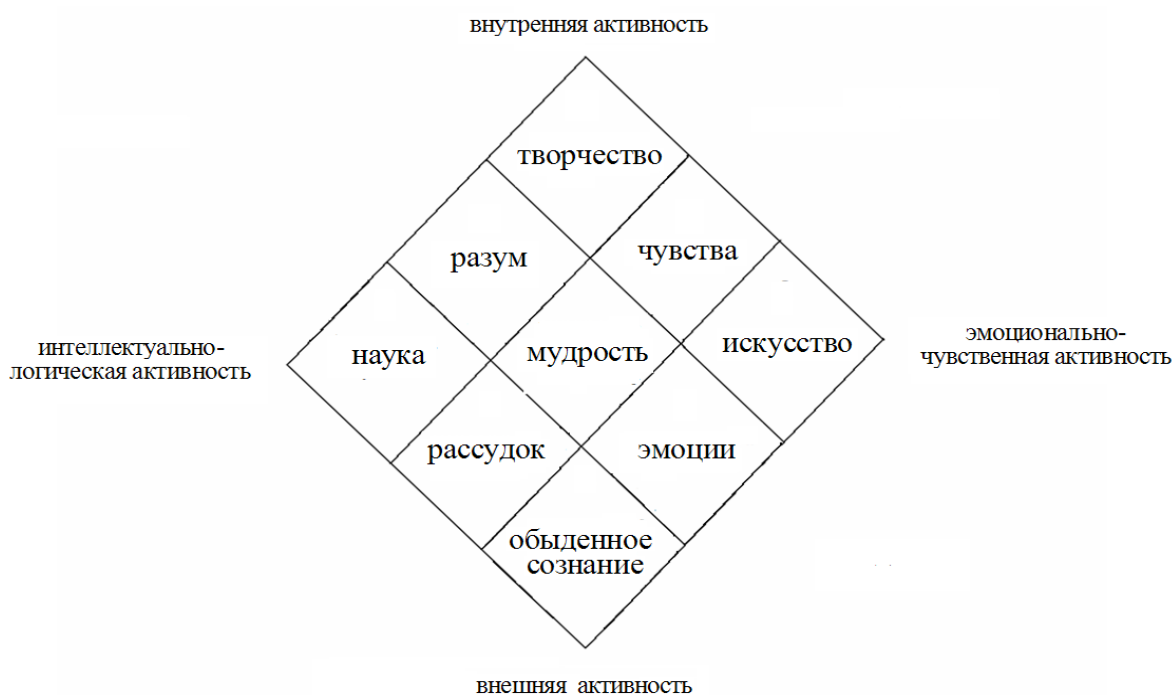 внутренняя активность
творчество
разум
чувства
интеллектуально-
логическая активность
наука
мудрость
искусство
эмоционально-
чувственная активность
рассудок
эмоции
обыденное
сознание
внешняя активность